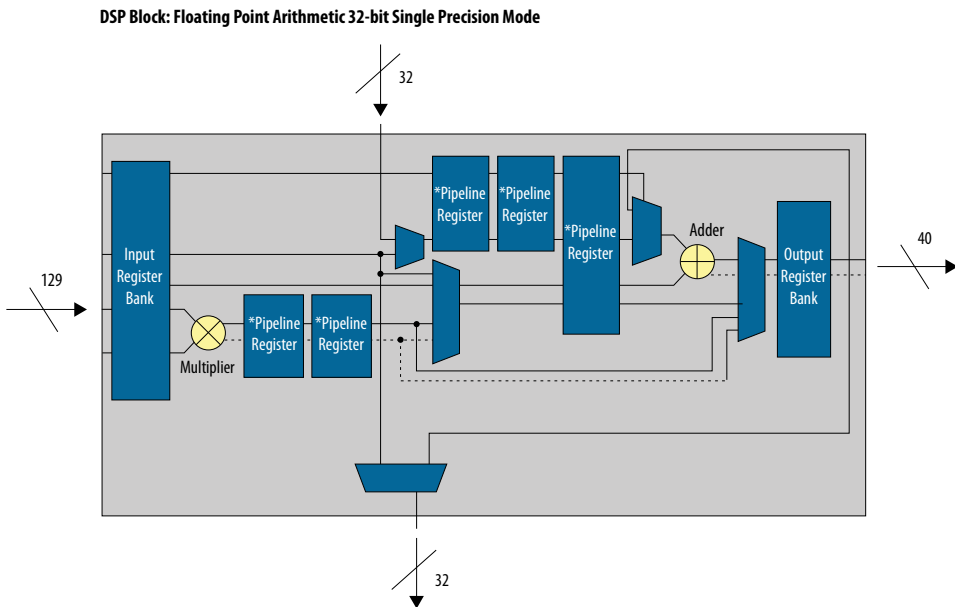 DSP Block: Floating Point Arithmetic 32-bit Single Precision Mode
32
*Pipeline
Register
*Pipeline
Register
*Pipeline
Register
Adder
Input
Register
Bank
Output
Register
Bank
40
129
*Pipeline
Register
*Pipeline
Register
Multiplier
32